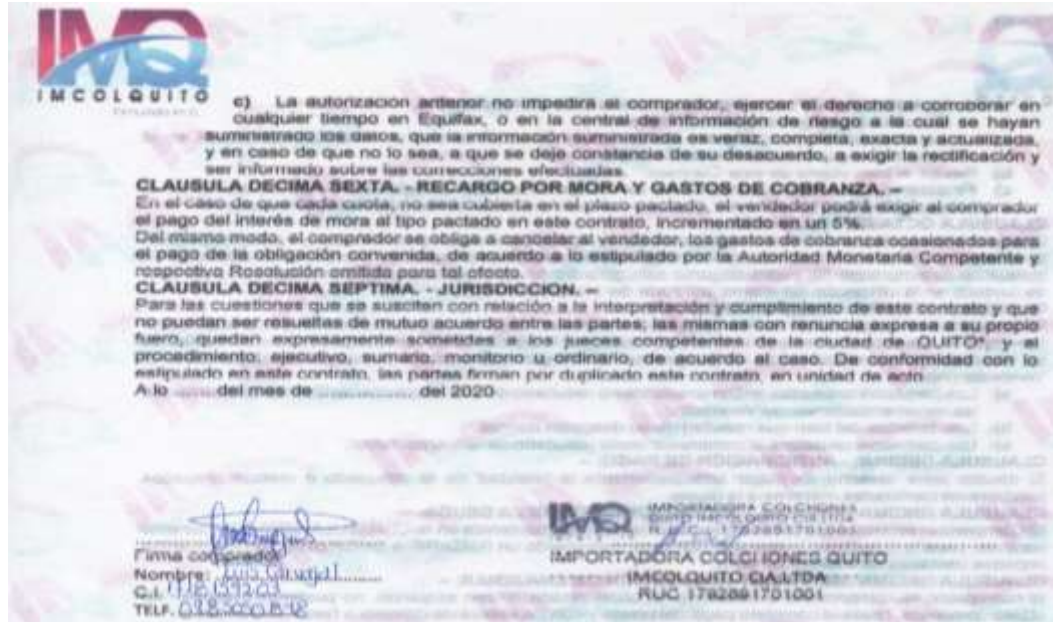 IMQ
IMCOLQUITO
c) La autorización anterior no impedirá al comprador, ejercer el derecho a corroborar en
cualquier tiempo en Equifax, o en la central de información de riesgo a la cual se hayan
suministrado los datos, que la información suministrada es veraz, completa, exacta y actualizada,
y en caso de que no lo sea, a que se deje constancia de su desacuerdo, a exigir la rectificación y
ser informado sobre las correcciones efectuadas.
CLAUSULA DECIMA SEXTA. - RECARGO POR MORA Y GASTOS DE COBRANZA. –
En el caso de que cada cuota, no sea cubierta en el plazo pactado, el vendedor podrá exigir al comprador
el pago del interés de mora al tipo pactado en este contrato, incrementado en un 5%.
Del mismo modo, el comprador se obliga a cancelar al vendedor, los gastos de cobranza ocasionados para
el pago de la obligación convenida, de acuerdo a lo estipulado por la Autoridad Monetaria Competente y
respectiva Resolución emitida para tal efecto.
CLAUSULA DECIMA SEPTIMA. - JURISDICCION. –
Para las cuestiones que se susciten con relación a la interpretación y cumplimiento de este contrato y que
no puedan ser resueltas de mutuo acuerdo entre las partes, las mismas con renuncia expresa a su propio
fuero, quedan expresamente sometidas a los jueces competentes de la ciudad de QUITO", y al
procedimiento: ejecutivo, sumario, monitorio u ordinario, de acuerdo al caso. De conformidad con lo
estipulado en este contrato, las partes firman por duplicado este contrato, en unidad de acto
A lo ...... del mes de ................ del 2020
IMQ IMPORTADORA COLCHONES
Firma comprador
Nombre: Luis
C.I.
TELF.
IMPORTADORA COLCHONES QUITO
IMCOLQUITO CIA.LTDA
RUC 1792891701001